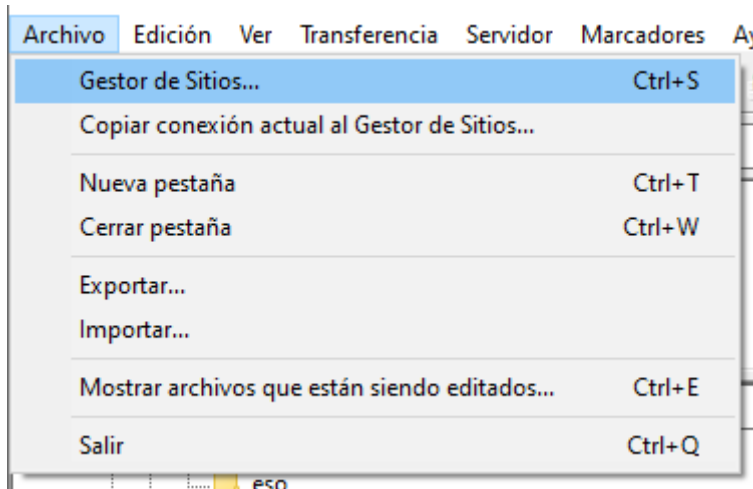 Archivo Edición Ver Transferencia Servidor Marcadores
Gestor de Sitios... Ctrl+S
Copiar conexión actual al Gestor de Sitios...
Nueva pestaña Ctrl+T
Cerrar pestaña Ctrl+W
Exportar...
Importar...
Mostrar archivos que están siendo editados... Ctrl+E
Salir Ctrl+Q
eso